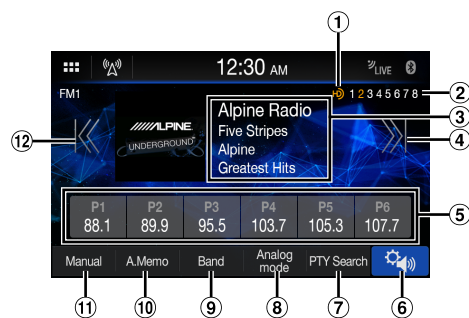 ①
12:30 AM
LIVE
FM1
HD 1 2 3 4 5 6 7 8 ②
Alpine Radio ③
Five Stripes
Alpine
Greatest Hits
ALPINE
UNDERGROUND
⑫
④
P1 P2 P3 P4 P5 P6 ⑤
88.1 89.9 95.5 103.7 105.3 107.7
Manual A.Memo Band Analog mode PTY Search
⑪ ⑩ ⑨ ⑧ ⑦ ⑥